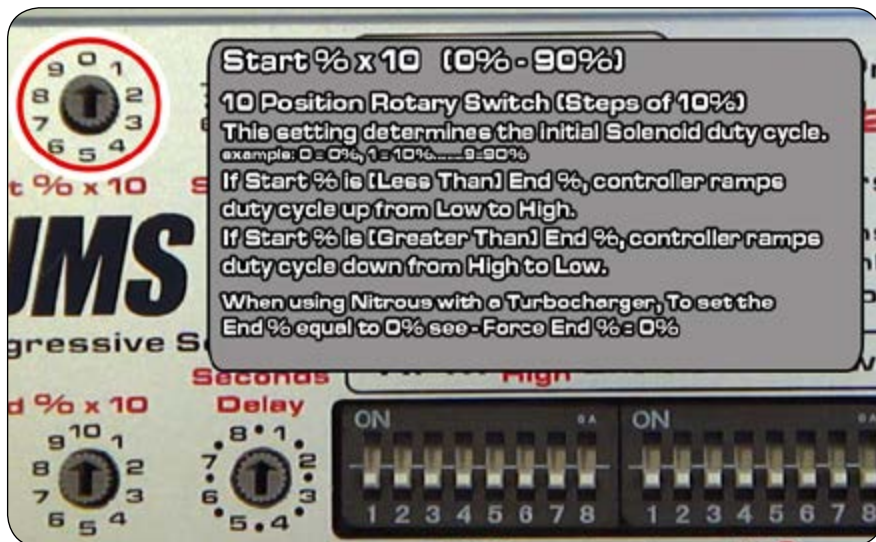 Start % x 10 (0% - 90%)
10 Position Rotary Switch (Steps of 10%)
This setting determines the initial Solenoid duty cycle.
example: 0 = 0%, 1 = 10%.......9=90%
If Start % is [Less Than] End %, controller ramps
duty cycle up from Low to High.
If Start % is [Greater Than] End %, controller ramps
duty cycle down from High to Low.
When using Nitrous with a Turbocharger, To set the
End % equal to 0% see - Force End % = 0%
0 1 2 3 4 5 6 7 8 9
t % x 10
JMS
gressive S
Seconds
Delay
High
d % x 10
10 1 2 3 4 5 6 7 8 9
8 1 2 3 4 5 6 7
ON
1 2 3 4 5 6 7 8
ON
1 2 3 4 5 6 7 8